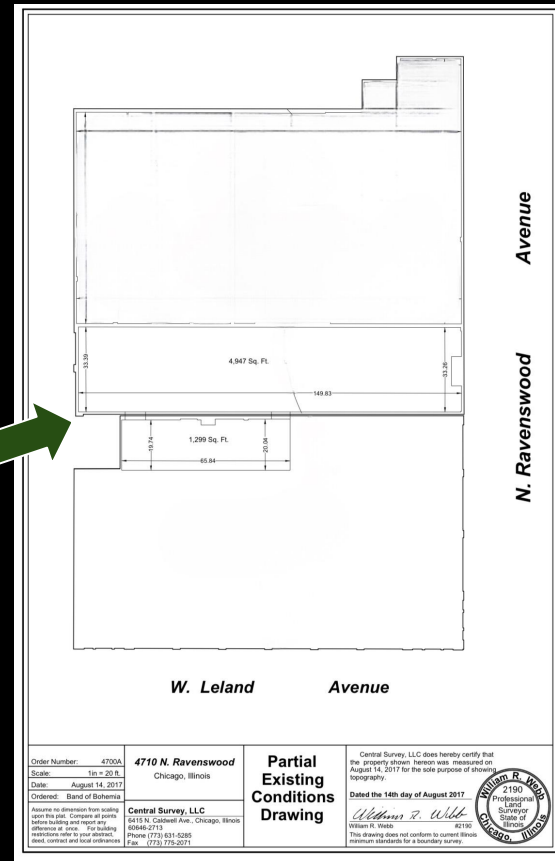 Avenue
N. Ravenswood
33.39
4,947 Sq. Ft.
33.26
149.83
19.74
1,299 Sq. Ft.
20.04
65.84
W. Leland Avenue
Order Number: 4700A
Scale: 1in = 20 ft.
Date: August 14, 2017
Ordered: Band of Bohemia
Assume no dimension from scaling
upon this plat. Compare all points
before building and report any
difference at once. For building
restrictions refer to your abstract,
deed, contract and local ordinances
4710 N. Ravenswood
Chicago, Illinois
Central Survey, LLC
6415 N. Caldwell Ave., Chicago, Illinois
60646-2713
Phone (773) 631-5285
Fax (773) 775-2071
Partial
Existing
Conditions
Drawing
Central Survey, LLC does hereby certify that
the property shown hereon was measured on
August 14, 2017 for the sole purpose of showing
topography.
Dated the 14th day of August 2017
William R. Webb
William R. Webb #2190
This drawing does not conform to current Illinois
minimum standards for a boundary survey.
William R. Webb
2190
Professional
Land
Surveyor
State of
Illinois
Chicago, Illinois